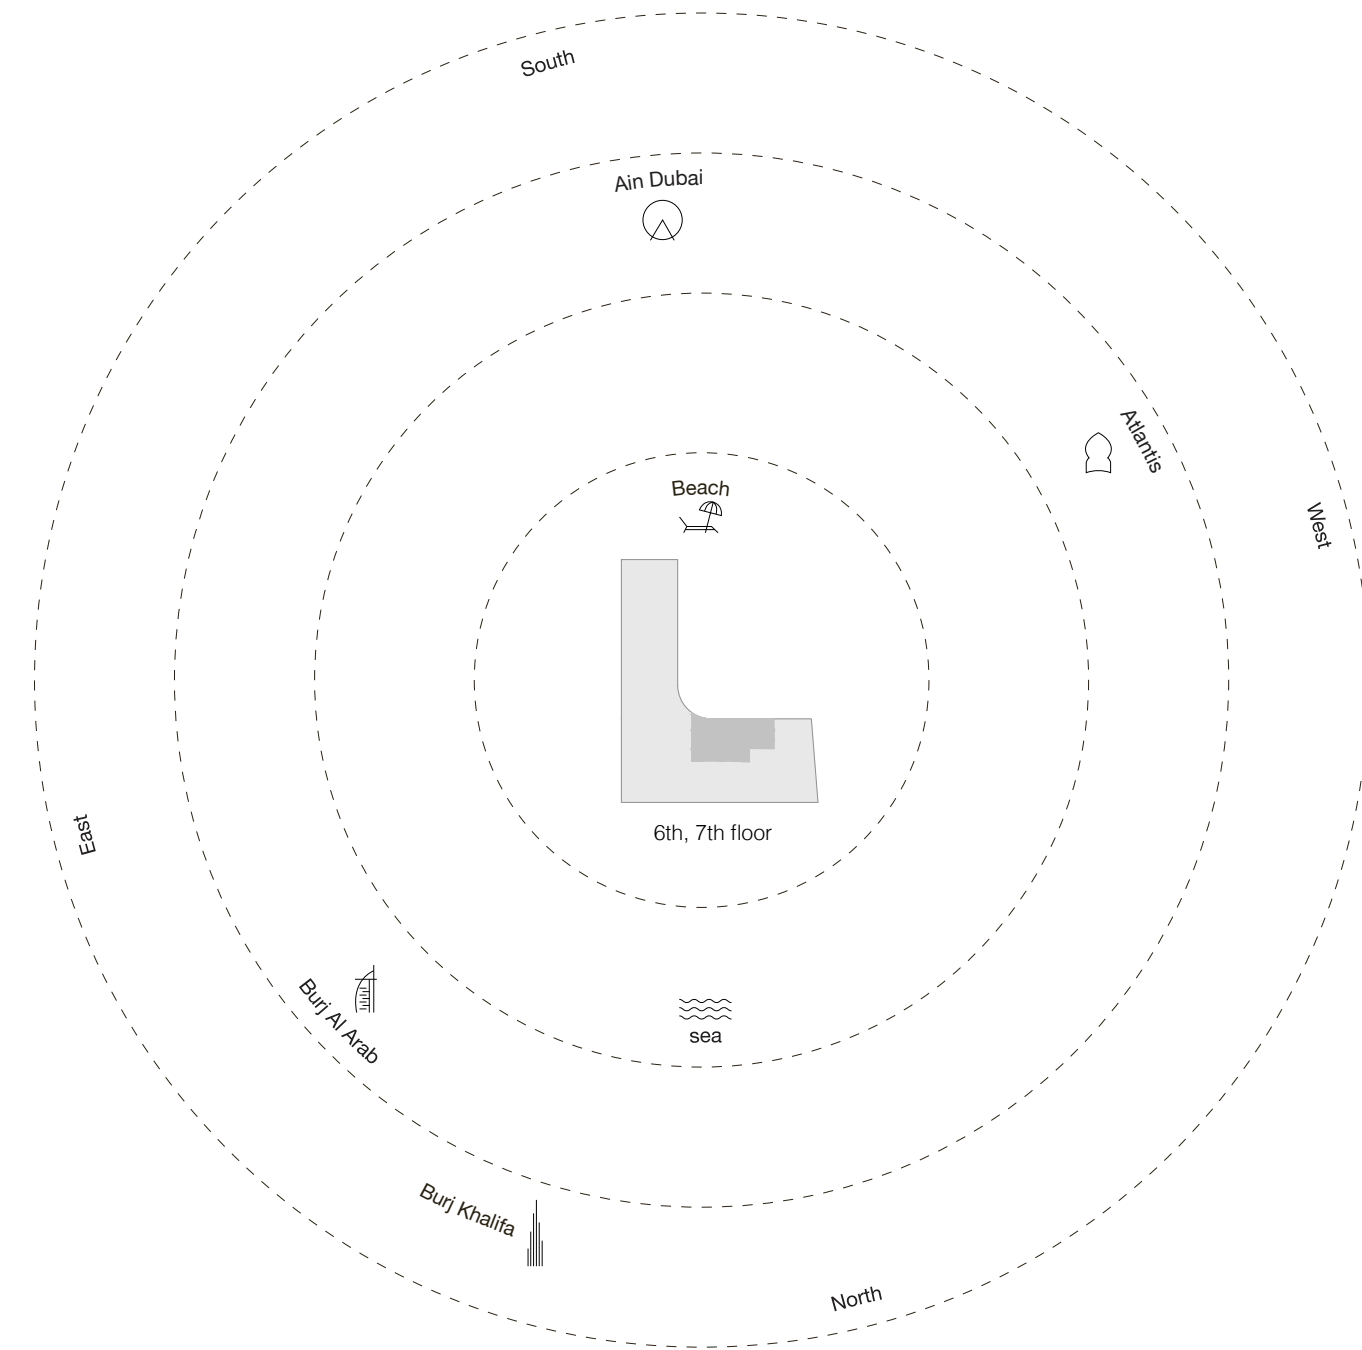 South
Ain Dubai
Atlantis
Beach
West
6th, 7th floor
East
Burj Al Arab
sea
Burj Khalifa
North